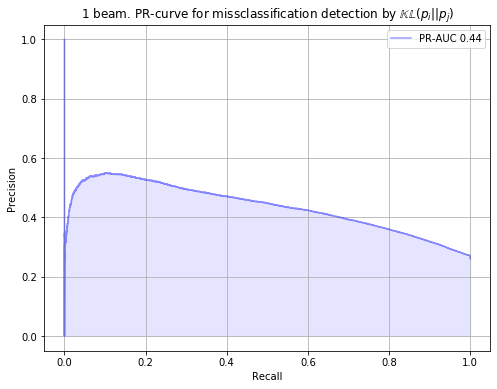 1 beam. PR-curve for missclassification detection by 𝕂𝕃(p_i||p_j)
PR-AUC 0.44
Precision
1.0
0.8
0.6
0.4
0.2
0.0
0.0 0.2 0.4 0.6 0.8 1.0
Recall